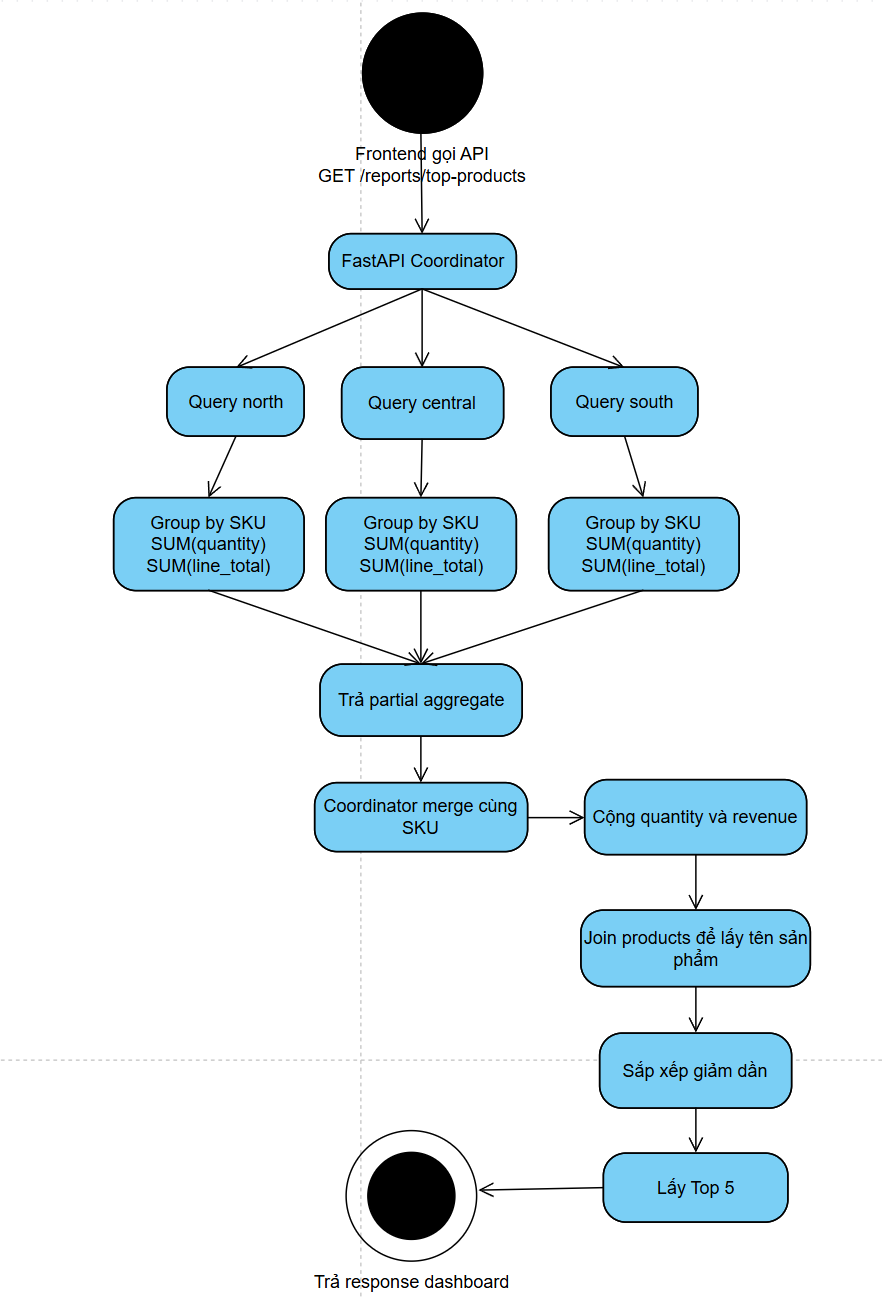 Frontend gọi API
GET /reports/top-products
FastAPI Coordinator
Query north
Query central
Query south
Group by SKU
SUM(quantity)
SUM(line_total)
Group by SKU
SUM(quantity)
SUM(line_total)
Group by SKU
SUM(quantity)
SUM(line_total)
Trả partial aggregate
Coordinator merge cùng
SKU
Cộng quantity và revenue
Join products để lấy tên sản
phẩm
Sắp xếp giảm dần
Lấy Top 5
Trả response dashboard